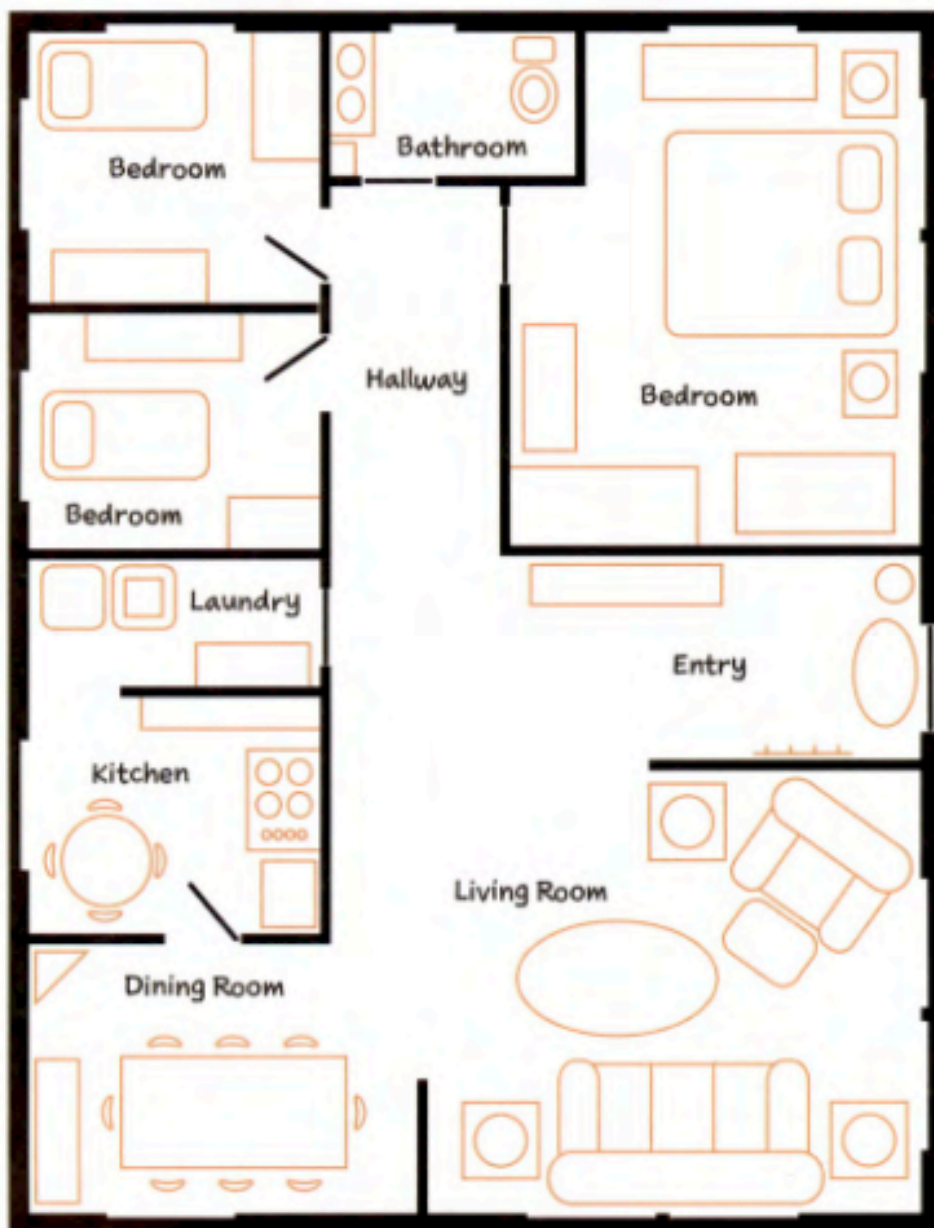 Bathroom
Bedroom
Hallway
Bedroom
Bedroom
Laundry
Entry
Kitchen
Living Room
Dining Room